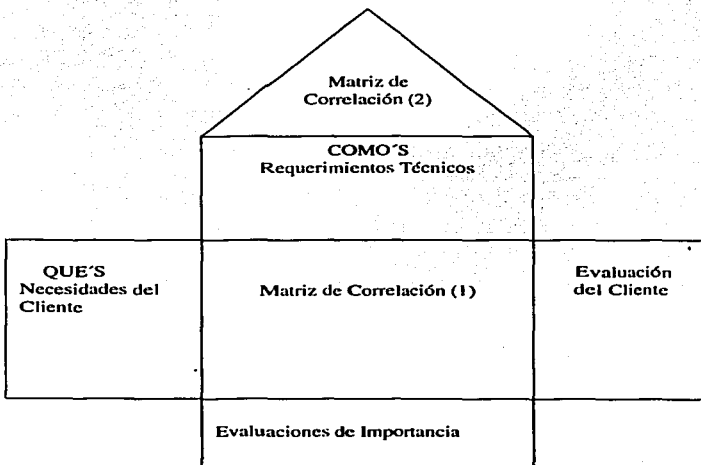 Matriz de
Correlación (2)
COMO´S
Requerimientos Técnicos
QUE´S
Necesidades del
Cliente
Matriz de Correlación (1)
Evaluación
del Cliente
Evaluaciones de Importancia